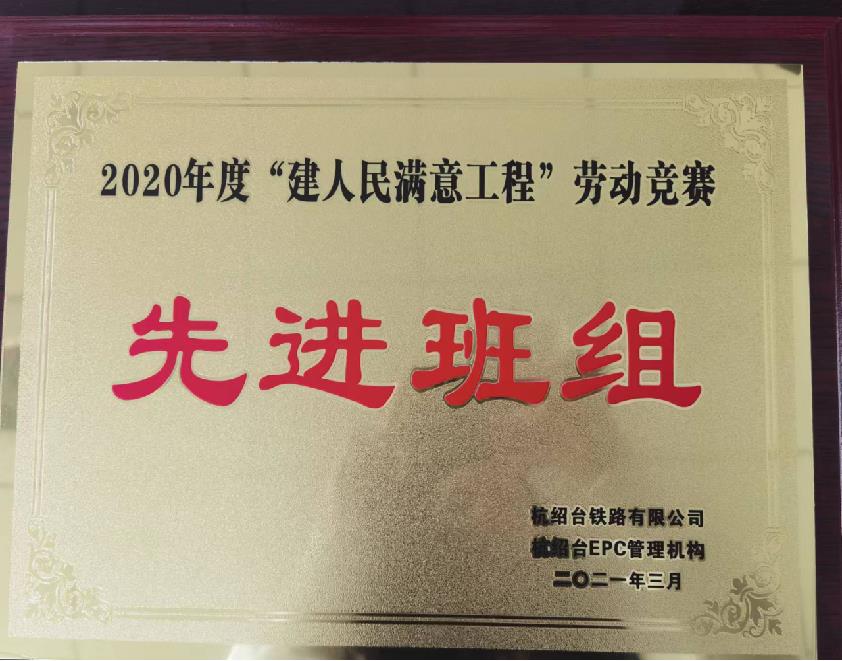 2020年度“建人民满意工程”劳动竞赛
先进班组
杭绍台铁路有限公司
杭绍台EPC管理机构
二〇二一年三月